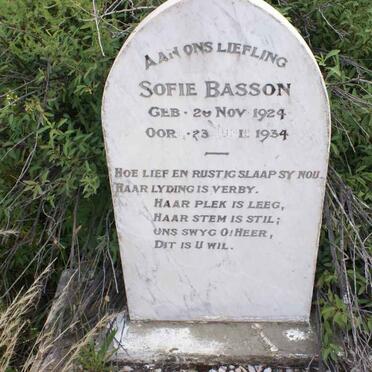 AAN ONS LIEFLING
SOFIE BASSON
GEB. 20 NOV 1924
OOR. 23 1934
HOE LIEF EN RUSTIG SLAAP SY NOU.
HAAR LYDING IS VERBY.
HAAR PLEK IS LEEG,
HAAR STEM IS STIL;
ONS SWYG O! HEER,
DIT IS U WIL.